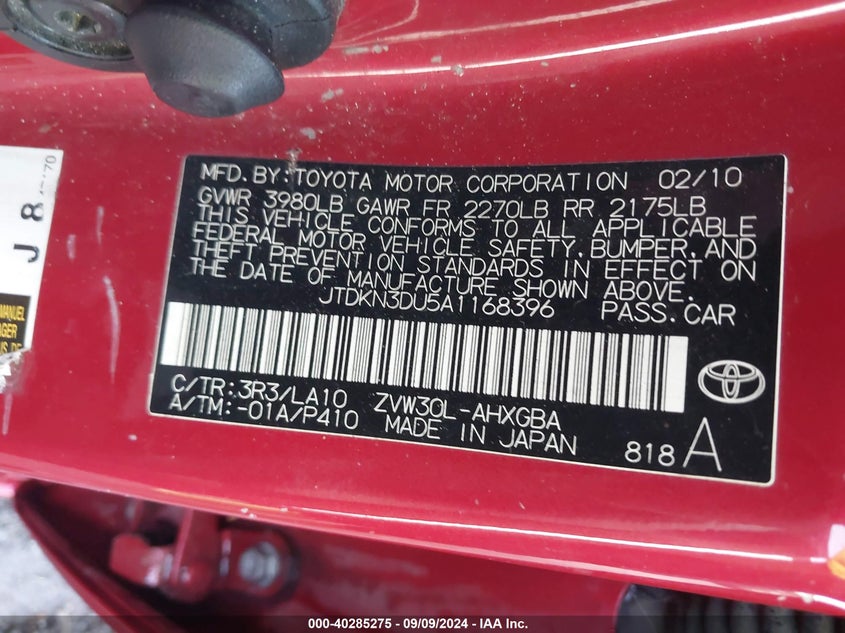 MFD. BY: TOYOTA MOTOR CORPORATION 02/10
GVWR 3980LB GAWR FR 2270LB RR 2175LB
THIS VEHICLE CONFORMS TO ALL APPLICABLE
FEDERAL MOTOR VEHICLE SAFETY, BUMPER, AND
THEFT PREVENTION STANDARDS IN EFFECT ON
THE DATE OF MANUFACTURE SHOWN ABOVE.
JTDKN3DU5A1168396 PASS.CAR
C/TR:3R3/LA10 ZVW30L-AHXGBA
A/TM:-01A/P410 MADE IN JAPAN
818 A
J 8
MANUEL
000-40285275 - 09/09/2024 - IAA Inc.